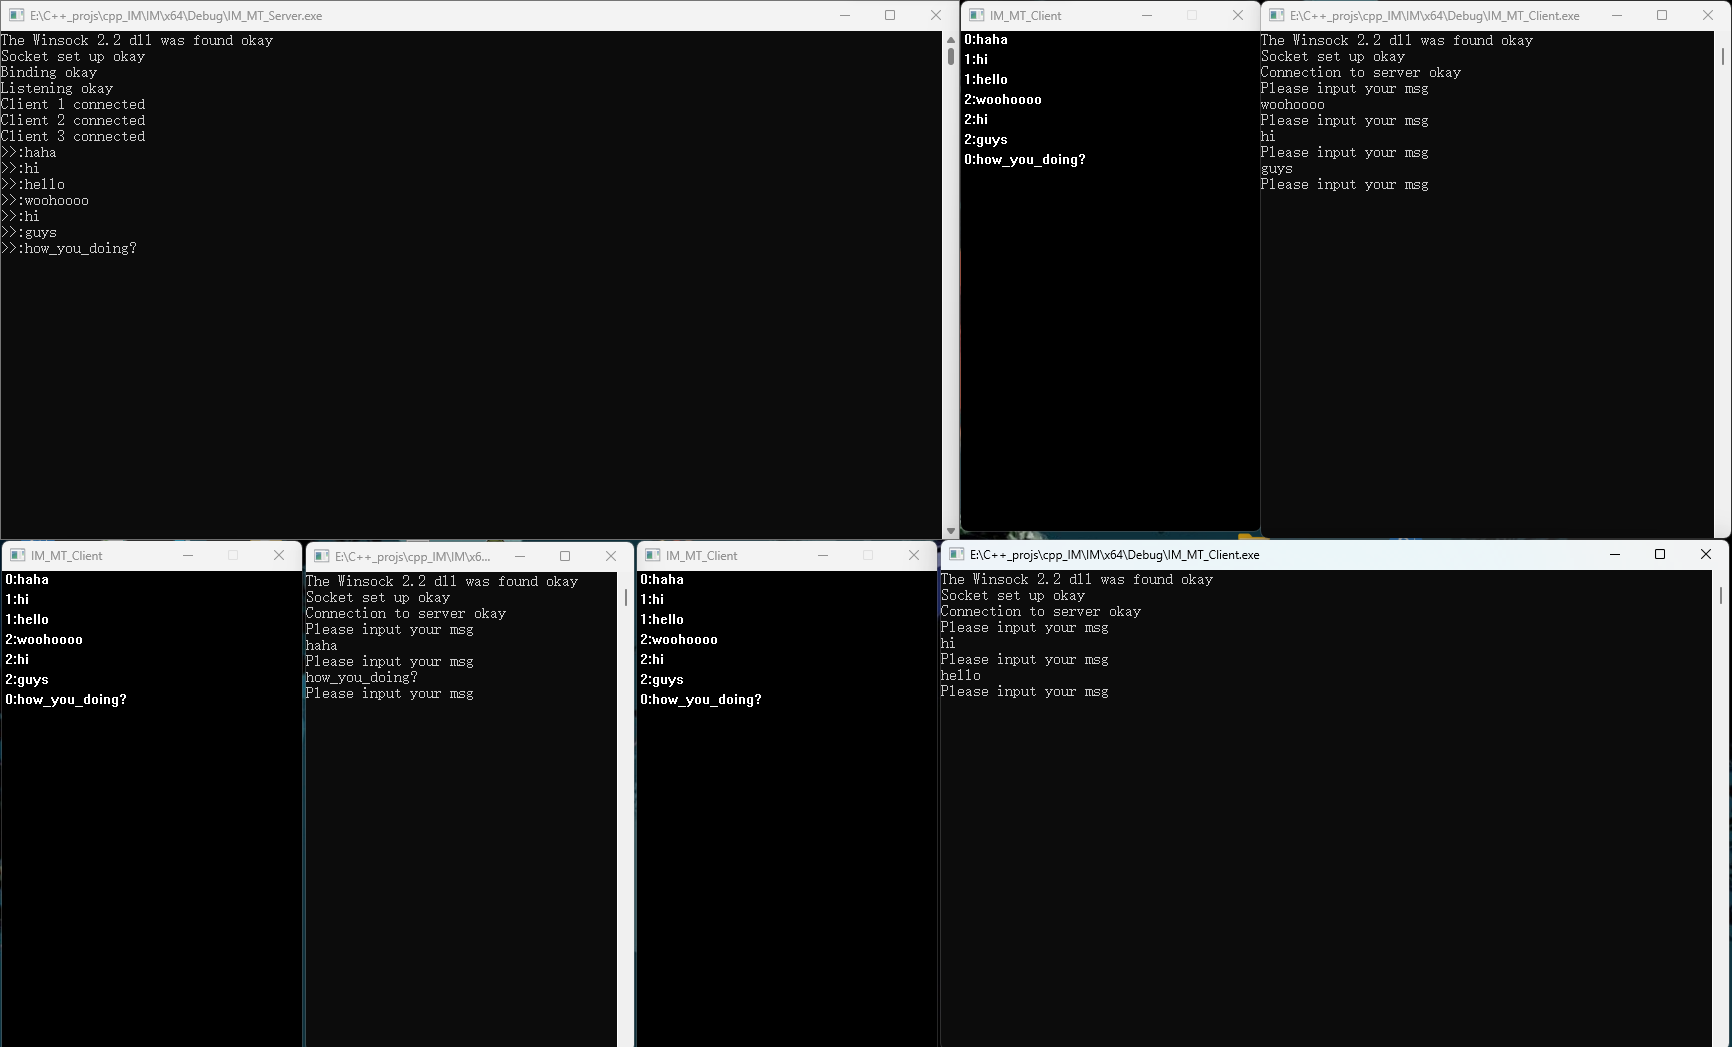 E:\C++_projs\cpp_IM\IM\x64\Debug\IM_MT_Server.exe
The Winsock 2.2 dll was found okay
Socket set up okay
Binding okay
Listening okay
Client 1 connected
Client 2 connected
Client 3 connected
>>:haha
>>:hi
>>:hello
>>:woohoooo
>>:hi
>>:guys
>>:how_you_doing?
IM_MT_Client
0:haha
1:hi
1:hello
2:woohoooo
2:hi
2:guys
0:how_you_doing?
E:\C++_projs\cpp_IM\IM\x64\Debug\IM_MT_Client.exe
The Winsock 2.2 dll was found okay
Socket set up okay
Connection to server okay
Please input your msg
woohoooo
Please input your msg
hi
Please input your msg
guys
Please input your msg
IM_MT_Client
0:haha
1:hi
1:hello
2:woohoooo
2:hi
2:guys
0:how_you_doing?
E:\C++_projs\cpp_IM\IM\x6...
The Winsock 2.2 dll was found okay
Socket set up okay
Connection to server okay
Please input your msg
haha
Please input your msg
how_you_doing?
Please input your msg
IM_MT_Client
0:haha
1:hi
1:hello
2:woohoooo
2:hi
2:guys
0:how_you_doing?
E:\C++_projs\cpp_IM\IM\x64\Debug\IM_MT_Client.exe
The Winsock 2.2 dll was found okay
Socket set up okay
Connection to server okay
Please input your msg
hi
Please input your msg
hello
Please input your msg